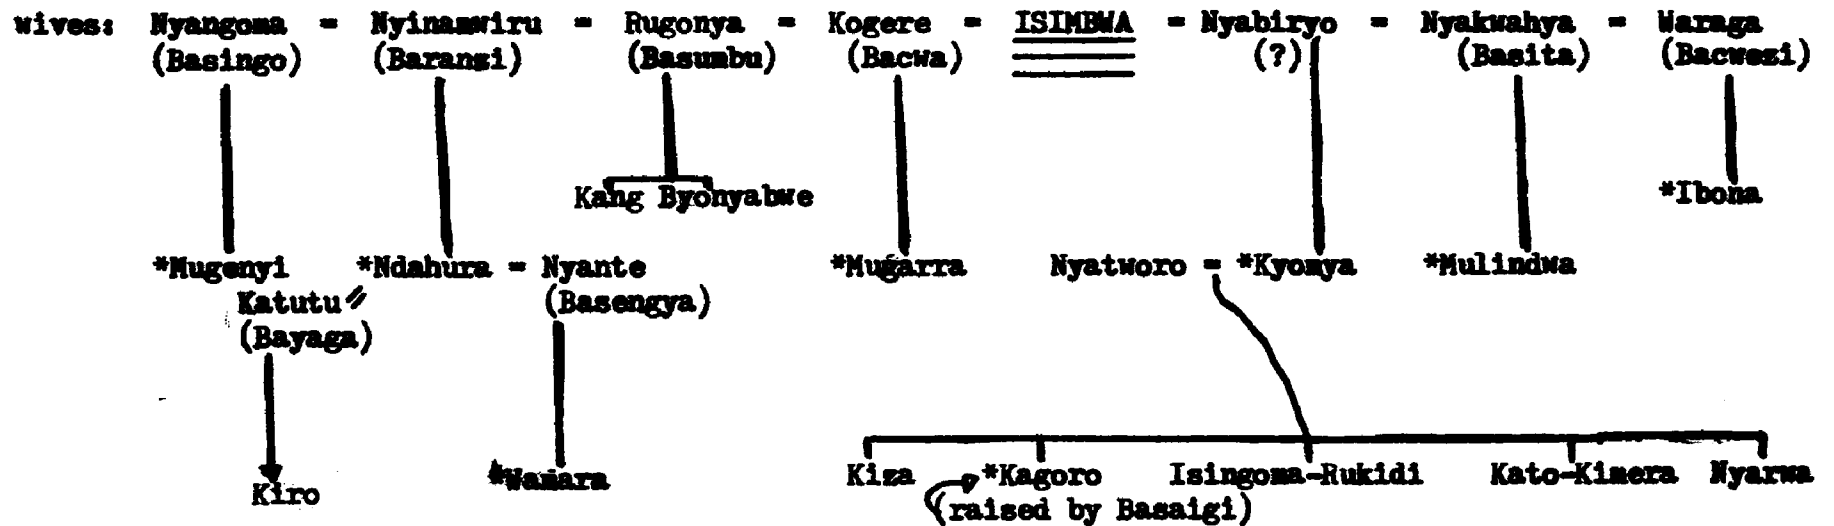 wives: Nyangoma = Nyinamwiru = Rugonya = Kogere = ISIMBWA = Nyabiryo = Nyakwahya = Waraga
(Basingo) (Baranzi) (Basumbu) (Bacwa) (?) (Basita) (Bacwezi)
Kang Byonyabwe
*Ibona
*Mugenyi *Ndahura = Nyante *Mugarra Nyatworo = *Kyomya *Mulindwa
Katutu (Basengya)
(Bayaga)
Kiro *Wamara Kiza *Kagoro Isingoma-Rukidi Kato-Kimera Nyarwa
(raised by Basaigi)